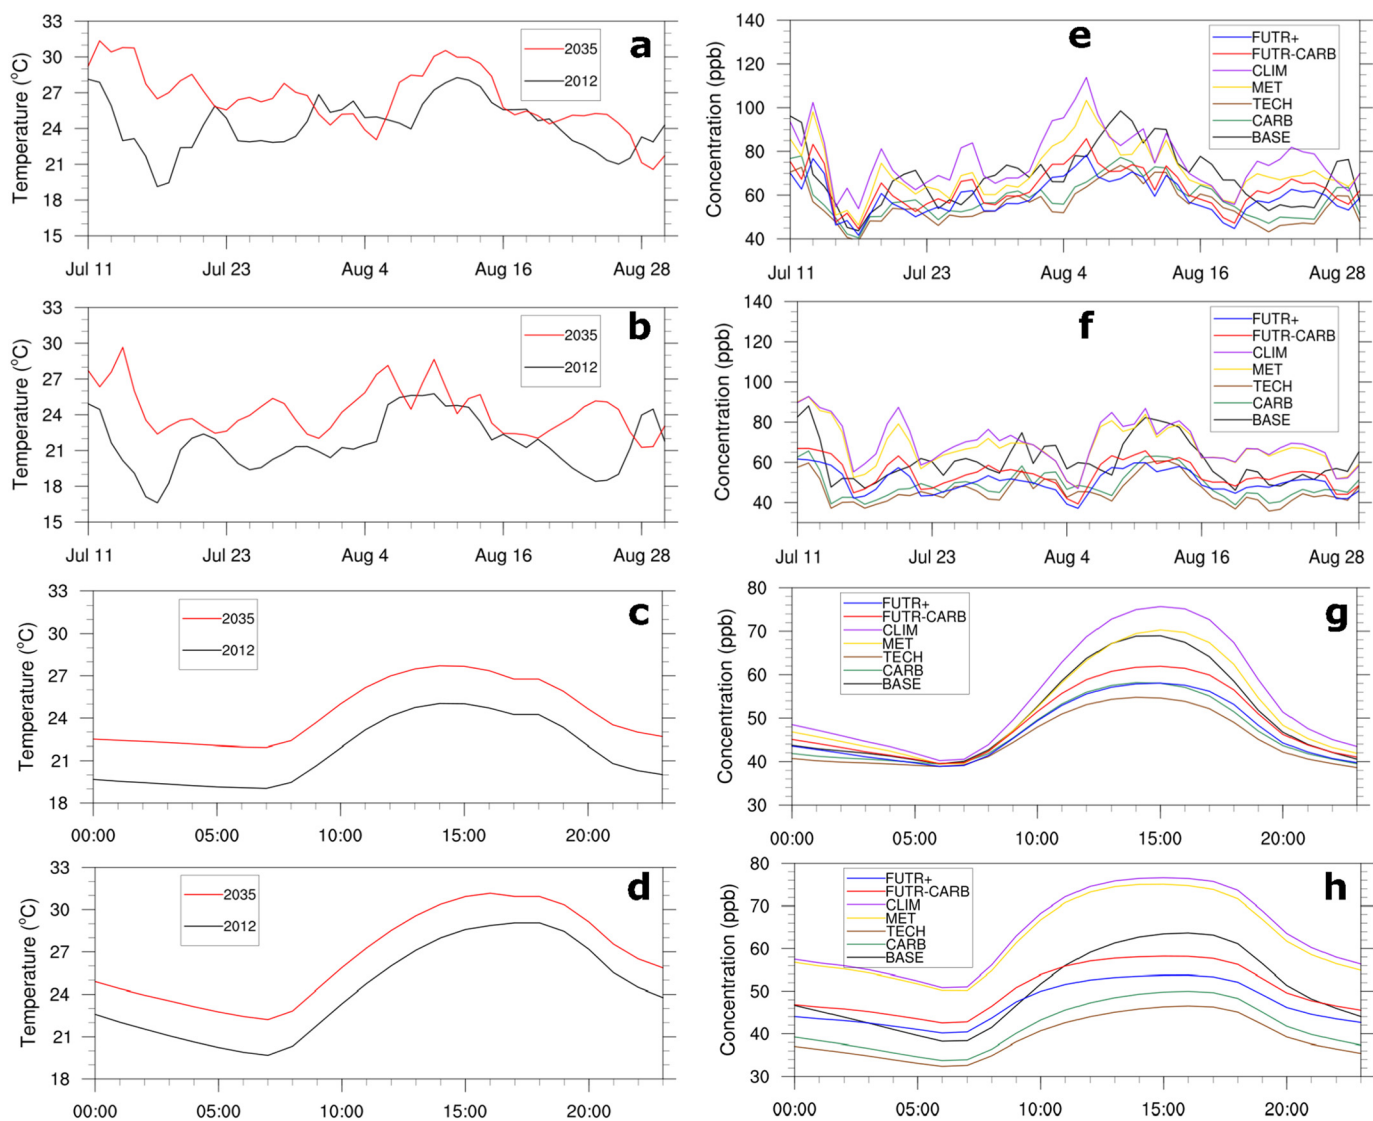 33
30
27
24
21
18
15
Temperature (°C)
2035
2012
a
Jul 11
Jul 23
Aug 4
Aug 16
Aug 28
140
120
100
80
60
40
Concentration (ppb)
FUTR+
FUTR-CARB
CLIM
MET
TECH
CARB
BASE
e
Jul 11
Jul 23
Aug 4
Aug 16
Aug 28
33
30
27
24
21
18
15
Temperature (°C)
2035
2012
b
Jul 11
Jul 23
Aug 4
Aug 16
Aug 28
140
120
100
80
60
40
Concentration (ppb)
FUTR+
FUTR-CARB
CLIM
MET
TECH
CARB
BASE
f
Jul 11
Jul 23
Aug 4
Aug 16
Aug 28
33
30
27
24
21
18
Temperature (°C)
2035
2012
c
00:00
05:00
10:00
15:00
20:00
80
70
60
50
40
30
Concentration (ppb)
FUTR+
FUTR-CARB
CLIM
MET
TECH
CARB
BASE
g
00:00
05:00
10:00
15:00
20:00
33
30
27
24
21
18
Temperature (°C)
2035
2012
d
00:00
05:00
10:00
15:00
20:00
80
70
60
50
40
30
Concentration (ppb)
FUTR+
FUTR-CARB
CLIM
MET
TECH
CARB
BASE
h
00:00
05:00
10:00
15:00
20:00